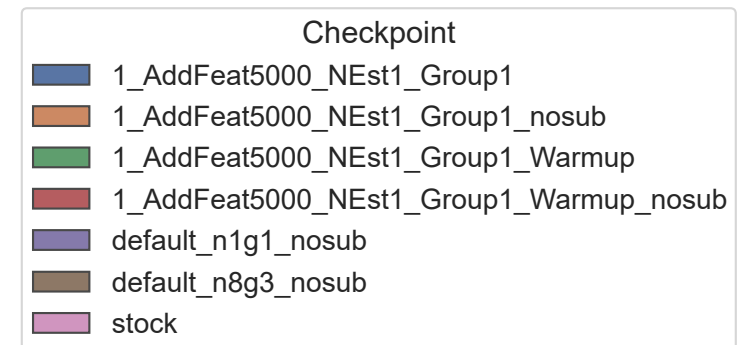 Checkpoint
1_AddFeat5000_NEst1_Group1
1_AddFeat5000_NEst1_Group1_nosub
1_AddFeat5000_NEst1_Group1_Warmup
1_AddFeat5000_NEst1_Group1_Warmup_nosub
default_n1g1_nosub
default_n8g3_nosub
stock